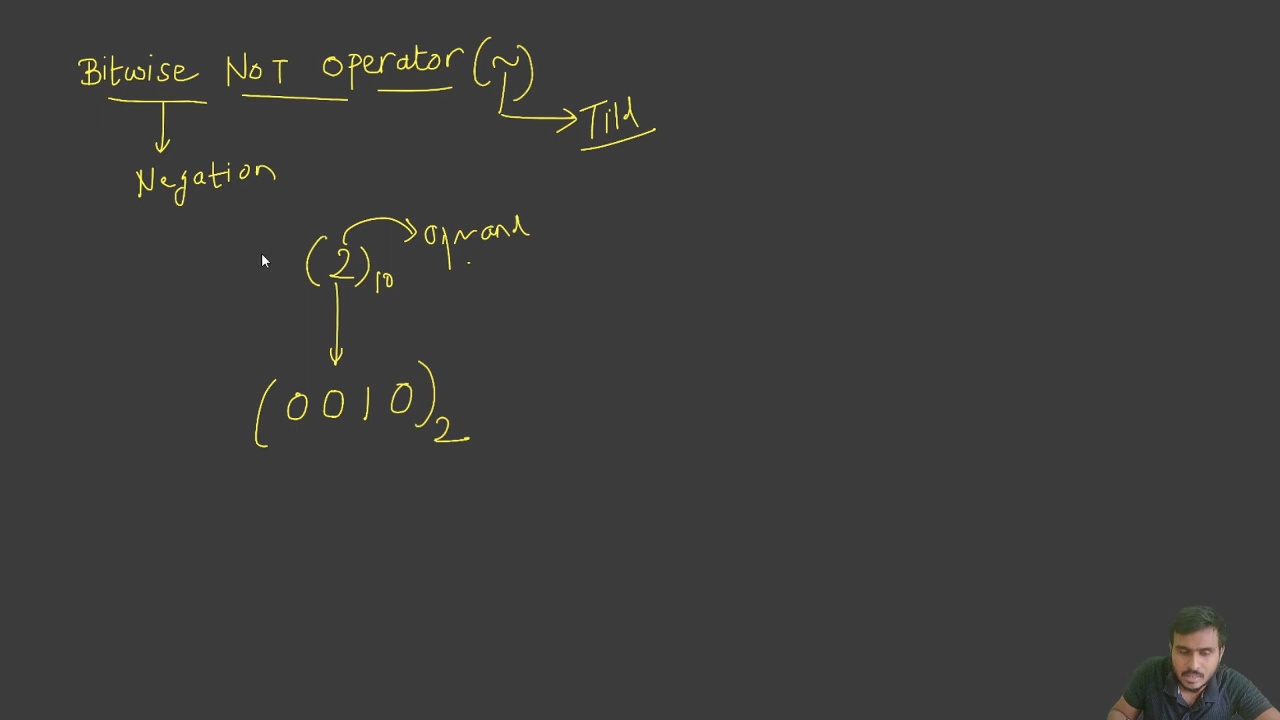 Bitwise NOT Operator (~)
Tild
Negation
(2)10
Operand
(0010)2